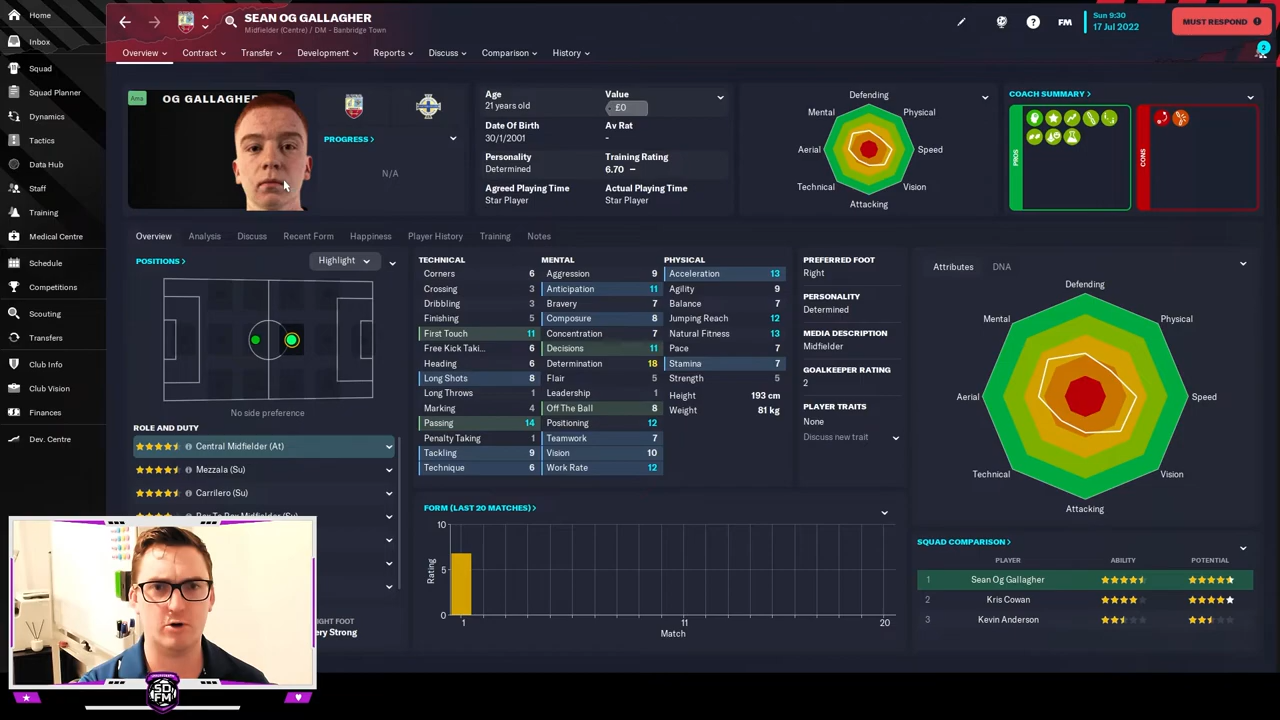 Home
Inbox
Squad
Squad Planner
Dynamics
Tactics
Data Hub
Staff
Training
Medical Centre
Schedule
Competitions
Scouting
Transfers
Club Info
Club Vision
Finances
Dev. Centre
SEAN OG GALLAGHER
Midfielder (Centre) / DM - Banbridge Town
FM
Sun 9:30
17 Jul 2022
MUST RESPOND
2
Overview
Contract
Transfer
Development
Reports
Discuss
Comparison
History
Ama
OG GALLAGHER
PROGRESS
N/A
Age
21 years old
Date Of Birth
30/1/2001
Personality
Determined
Agreed Playing Time
Star Player
Value
£0
Av Rat
-
Training Rating
6.70 –
Actual Playing Time
Star Player
Defending
Mental Physical
Aerial Speed
Technical Vision
Attacking
COACH SUMMARY
PROS
CONS
Overview
Analysis
Discuss
Recent Form
Happiness
Player History
Training
Notes
POSITIONS
Highlight
No side preference
ROLE AND DUTY
Central Midfielder (At)
Mezzala (Su)
Carrilero (Su)
TECHNICAL
Corners 6
Crossing 3
Dribbling 3
Finishing 5
First Touch 11
Free Kick Taki... 6
Heading 6
Long Shots 8
Long Throws 1
Marking 4
Passing 14
Penalty Taking 1
Tackling 9
Technique 6
MENTAL
Aggression 9
Anticipation 11
Bravery 7
Composure 8
Concentration 7
Decisions 11
Determination 18
Flair 5
Leadership 1
Off The Ball 8
Positioning 12
Teamwork 7
Vision 10
Work Rate 12
PHYSICAL
Acceleration 13
Agility 9
Balance 7
Jumping Reach 12
Natural Fitness 13
Pace 7
Stamina 7
Strength 5
Height 193 cm
Weight 81 kg
PREFERRED FOOT
Right
PERSONALITY
Determined
MEDIA DESCRIPTION
Midfielder
GOALKEEPER RATING
2
PLAYER TRAITS
None
Discuss new trait
Attributes
DNA
Defending
Mental Physical
Aerial Speed
Technical Vision
Attacking
FORM (LAST 20 MATCHES)
Rating
10
5
0
1 11 20
Match
SQUAD COMPARISON
PLAYER ABILITY POTENTIAL
1 Sean Og Gallagher
2 Kris Cowan
3 Kevin Anderson
SDFM